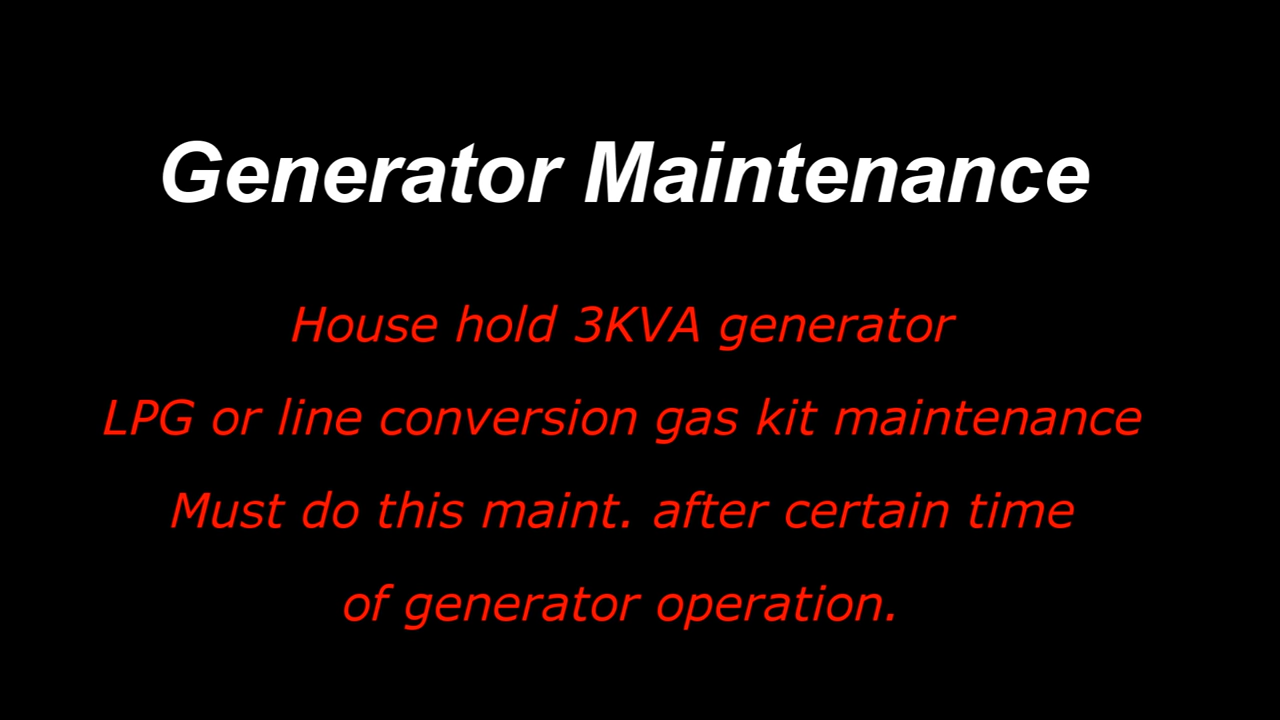 Generator Maintenance
House hold 3KVA generator
LPG or line conversion gas kit maintenance
Must do this maint. after certain time
of generator operation.